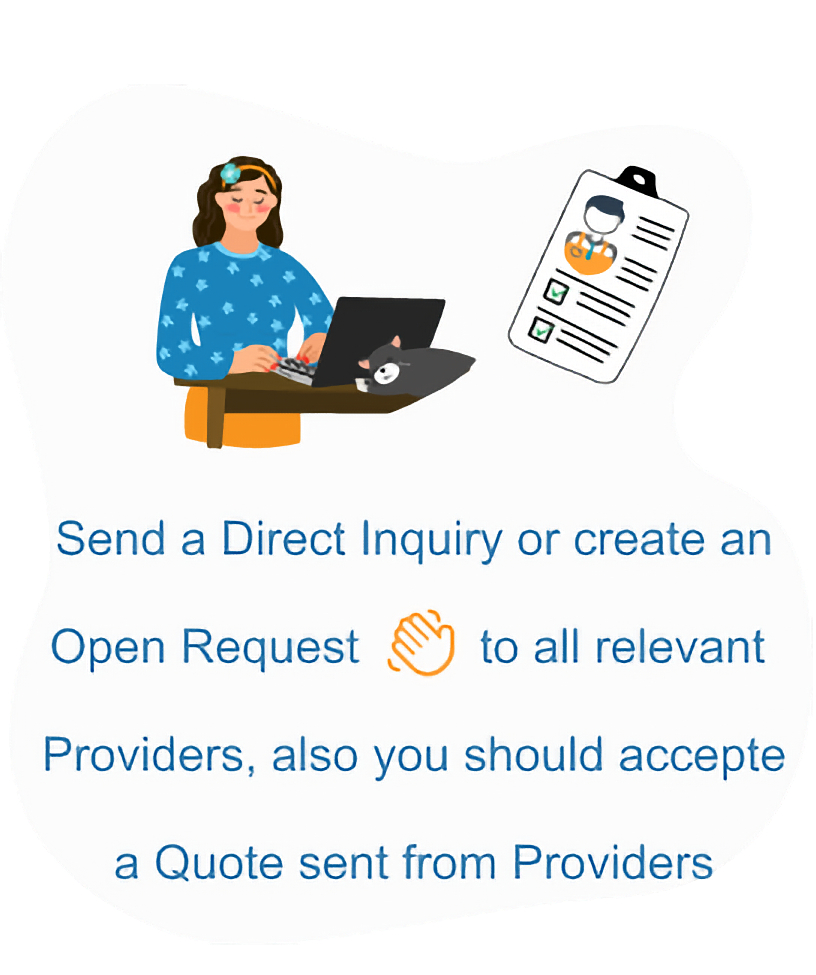 Send a Direct Inquiry or create an
Open Request to all relevant
Providers, also you should accepte
a Quote sent from Providers